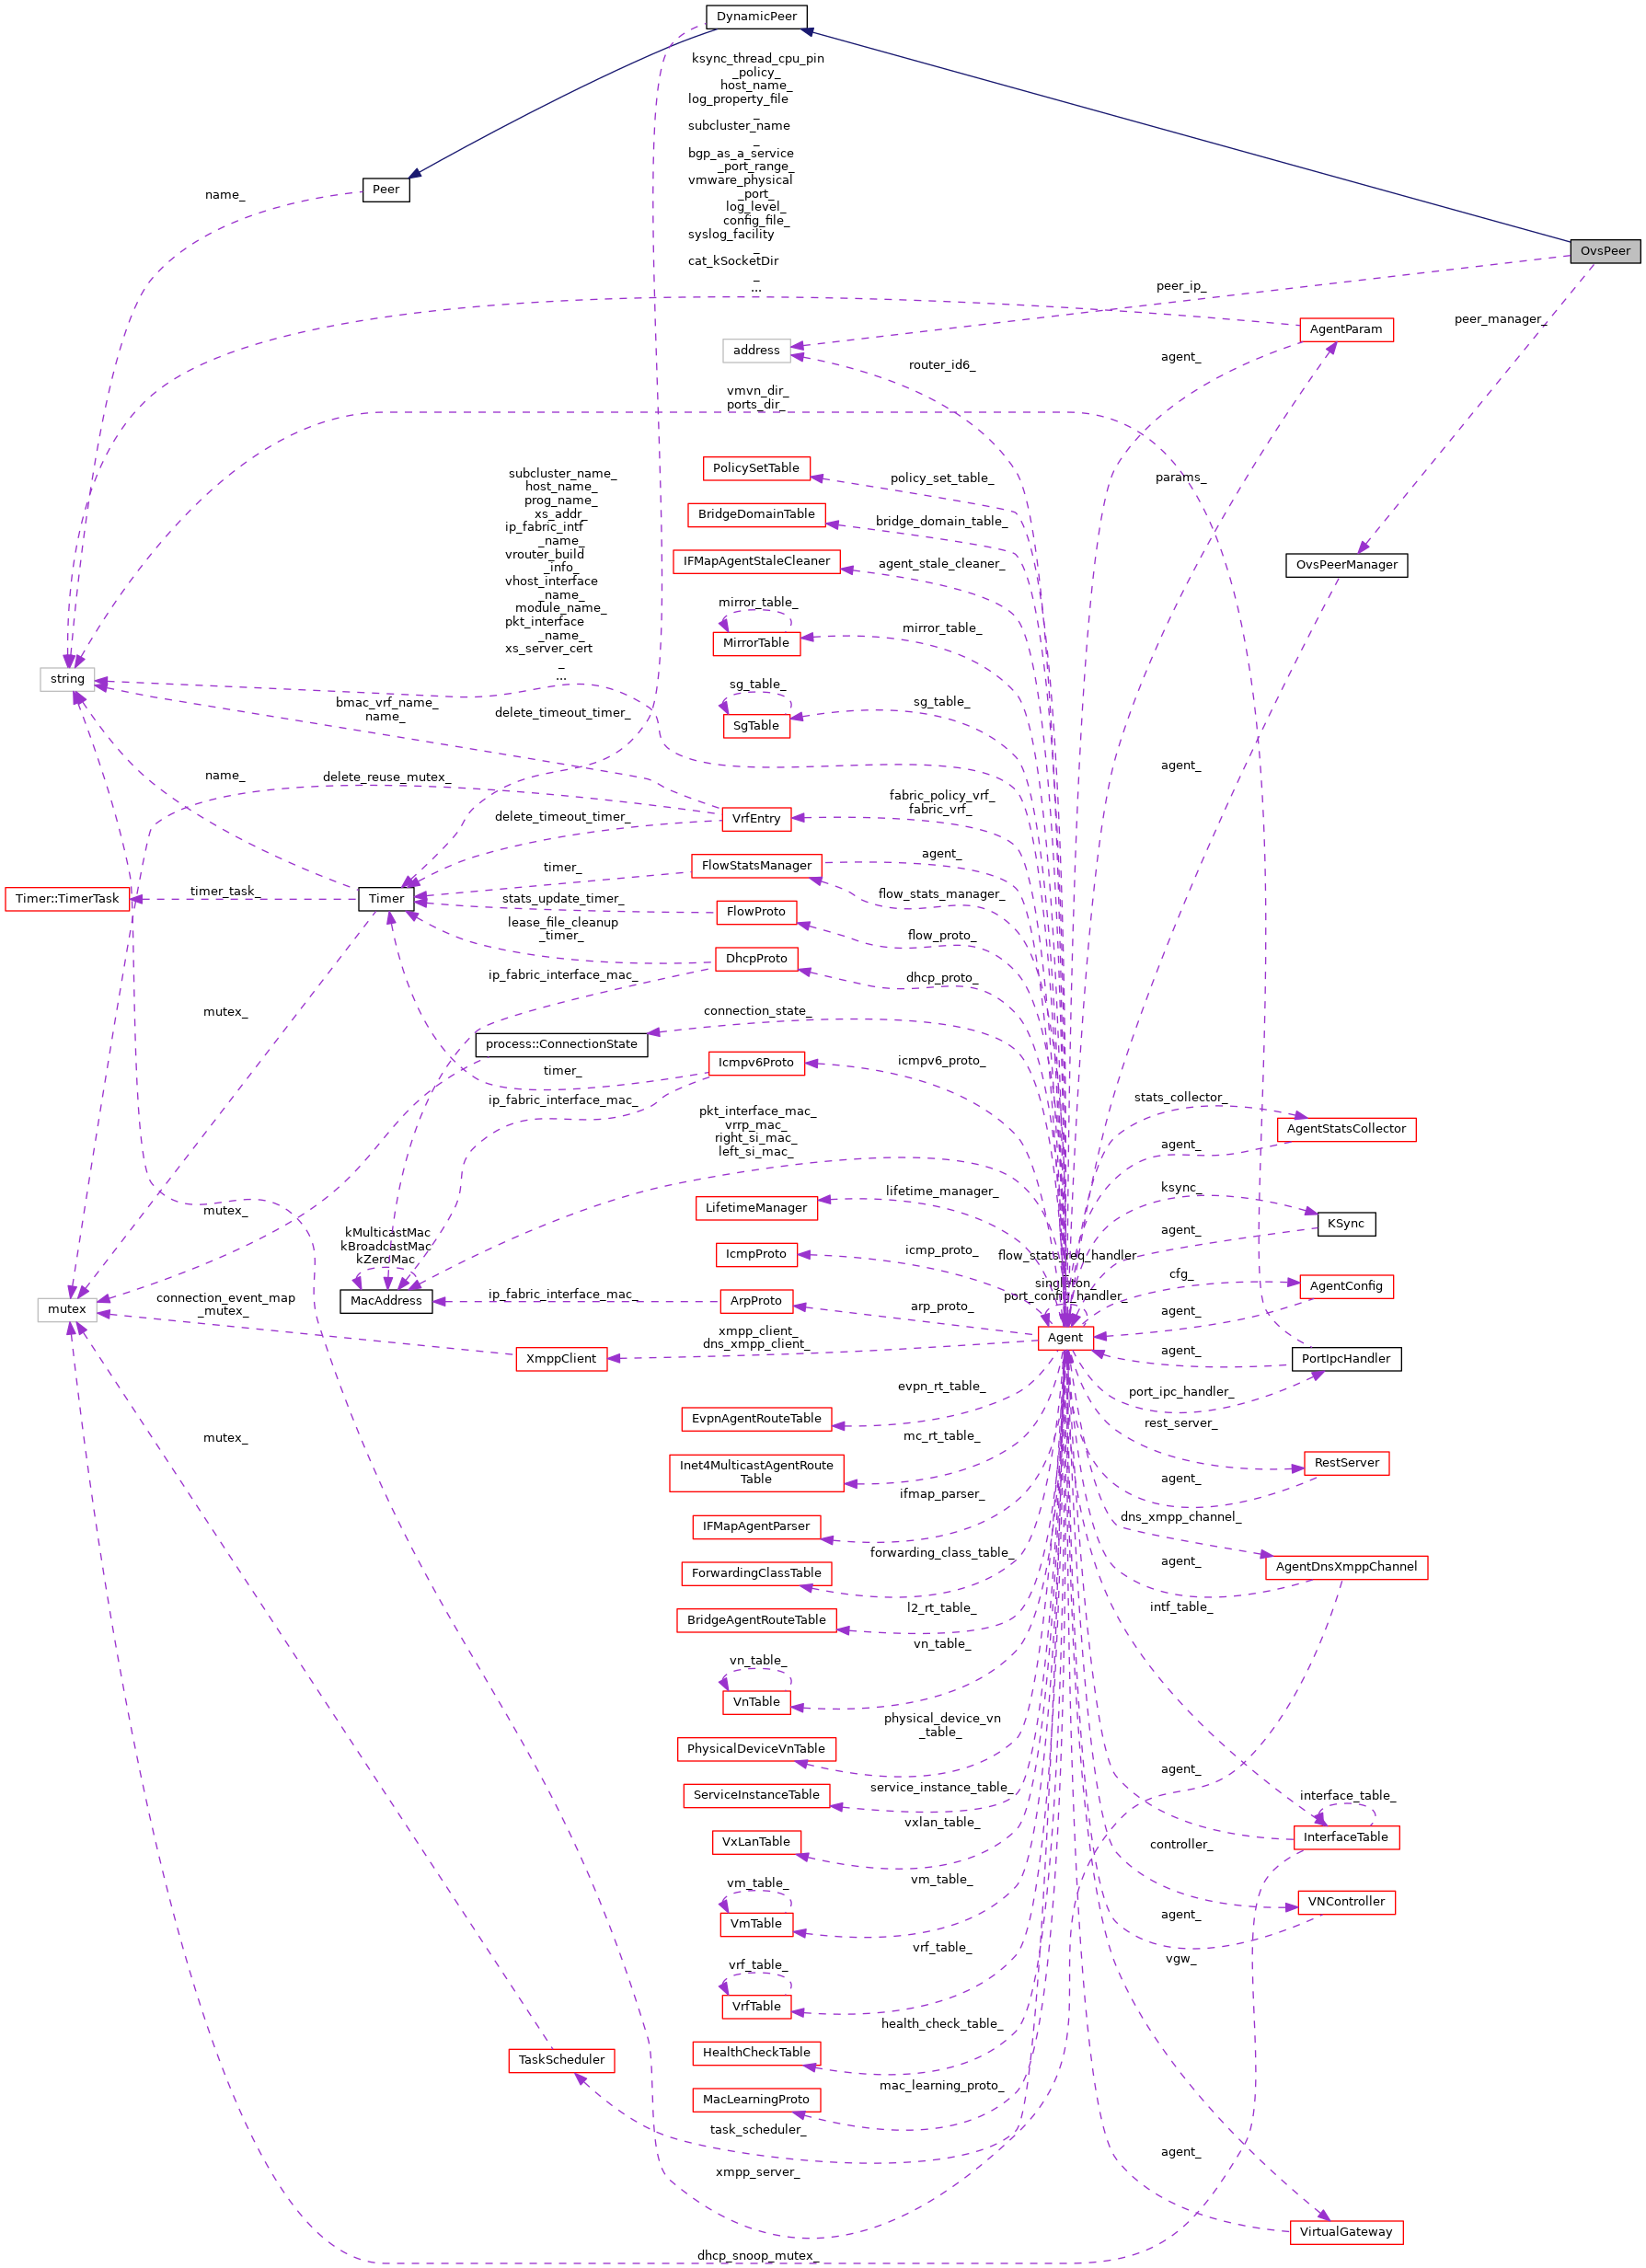 DynamicPeer
ksync_thread_cpu_pin
_policy_
host_name_
log_property_file
_
subcluster_name
_
bgp_as_a_service
_port_range_
vmware_physical
_port_
log_level_
config_file_
syslog_facility
_
cat_kSocketDir
_
...
Peer
name_
OvsPeer
peer_ip_
peer_manager_
AgentParam
address
router_id6_
agent_
vmvn_dir_
ports_dir_
PolicySetTable
policy_set_table_
params_
subcluster_name_
host_name_
prog_name_
xs_addr_
ip_fabric_intf
_name_
vrouter_build
_info_
vhost_interface
_name_
module_name_
pkt_interface
_name_
xs_server_cert
_
...
BridgeDomainTable
bridge_domain_table_
IFMapAgentStaleCleaner
agent_stale_cleaner_
OvsPeerManager
mirror_table_
MirrorTable
mirror_table_
string
sg_table_
SgTable
sg_table_
bmac_vrf_name_
name_
delete_timeout_timer_
agent_
name_
delete_reuse_mutex_
delete_timeout_timer_
VrfEntry
fabric_policy_vrf_
fabric_vrf_
timer_
FlowStatsManager
agent_
Timer::TimerTask
timer_task_
Timer
stats_update_timer_
flow_stats_manager_
FlowProto
lease_file_cleanup
_timer_
flow_proto_
DhcpProto
ip_fabric_interface_mac_
dhcp_proto_
mutex_
connection_state_
process::ConnectionState
Icmpv6Proto
icmpv6_proto_
timer_
ip_fabric_interface_mac_
stats_collector_
pkt_interface_mac_
vrrp_mac_
right_si_mac_
left_si_mac_
AgentStatsCollector
agent_
lifetime_manager_
ksync_
mutex_
LifetimeManager
KSync
kMulticastMac
kBroadcastMac
kZeroMac
agent_
IcmpProto
icmp_proto_
flow_stats_req_handler
_
singleton_
port_config_handler_
cfg_
AgentConfig
connection_event_map
_mutex_
mutex
MacAddress
ip_fabric_interface_mac_
ArpProto
arp_proto_
agent_
xmpp_client_
dns_xmpp_client_
Agent
XmppClient
agent_
PortIpcHandler
evpn_rt_table_
port_ipc_handler_
EvpnAgentRouteTable
rest_server_
mutex_
mc_rt_table_
Inet4MulticastAgentRoute
Table
RestServer
agent_
ifmap_parser_
IFMapAgentParser
dns_xmpp_channel_
forwarding_class_table_
ForwardingClassTable
agent_
AgentDnsXmppChannel
l2_rt_table_
BridgeAgentRouteTable
intf_table_
vn_table_
vn_table_
VnTable
physical_device_vn
_table_
PhysicalDeviceVnTable
agent_
service_instance_table_
ServiceInstanceTable
interface_table_
vxlan_table_
VxLanTable
InterfaceTable
controller_
vm_table_
vm_table_
VmTable
VNController
agent_
vrf_table_
vrf_table_
VrfTable
vgw_
health_check_table_
HealthCheckTable
TaskScheduler
mac_learning_proto_
MacLearningProto
task_scheduler_
agent_
xmpp_server_
VirtualGateway
dhcp_snoop_mutex_